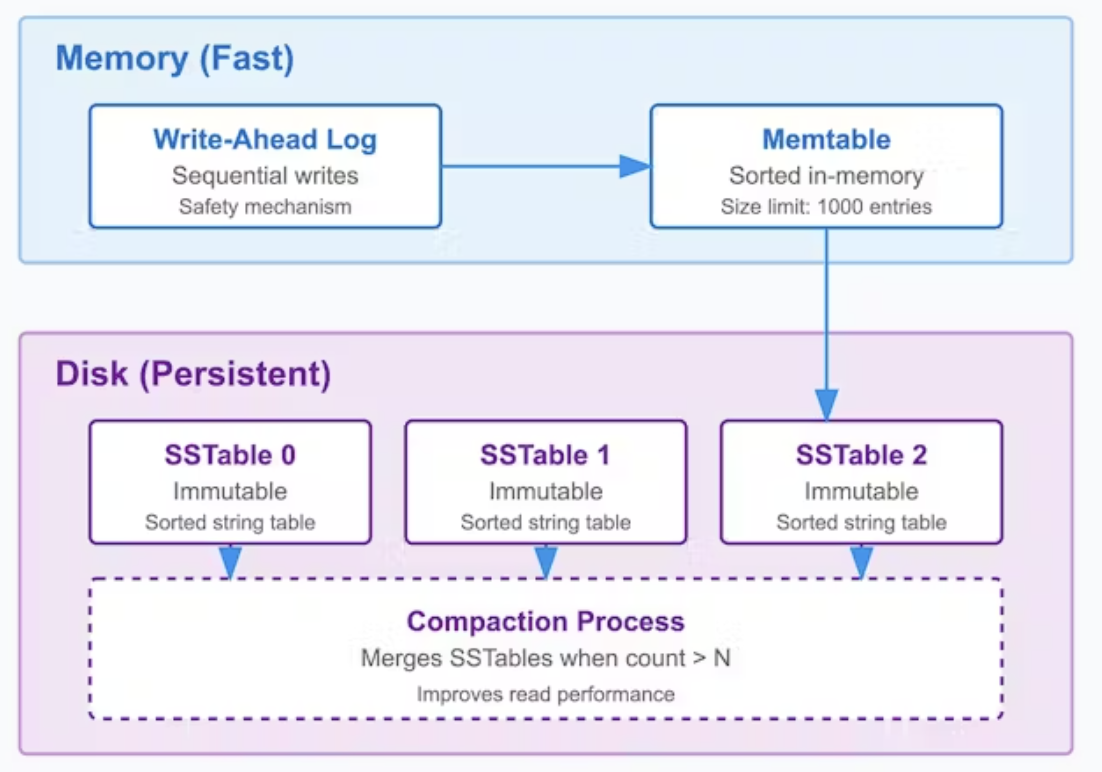 Memory (Fast)
Write-Ahead Log
Sequential writes
Safety mechanism
Memtable
Sorted in-memory
Size limit: 1000 entries
Disk (Persistent)
SSTable 0
Immutable
Sorted string table
SSTable 1
Immutable
Sorted string table
SSTable 2
Immutable
Sorted string table
Compaction Process
Merges SSTables when count > N
Improves read performance